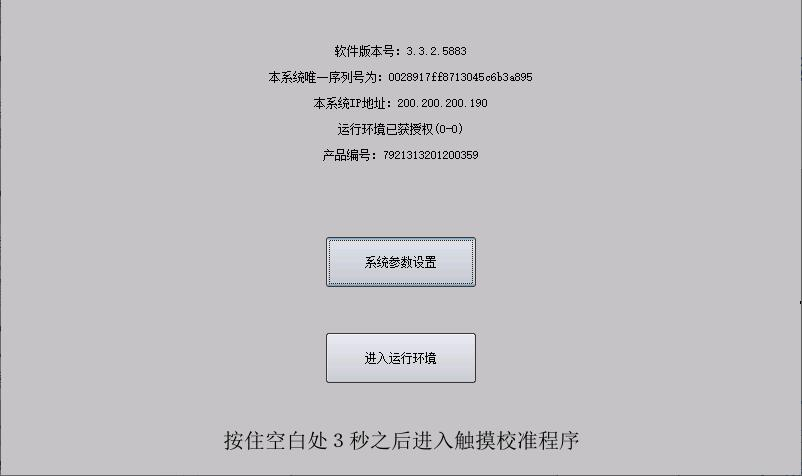 软件版本号：3.3.2.5883
本系统唯一序列号为：0028917ff8713045c6b3a895
本系统IP地址：200.200.200.190
运行环境已获授权(0-0)
产品编号：7921313201200359
系统参数设置
进入运行环境
按住空白处3秒之后进入触摸校准程序